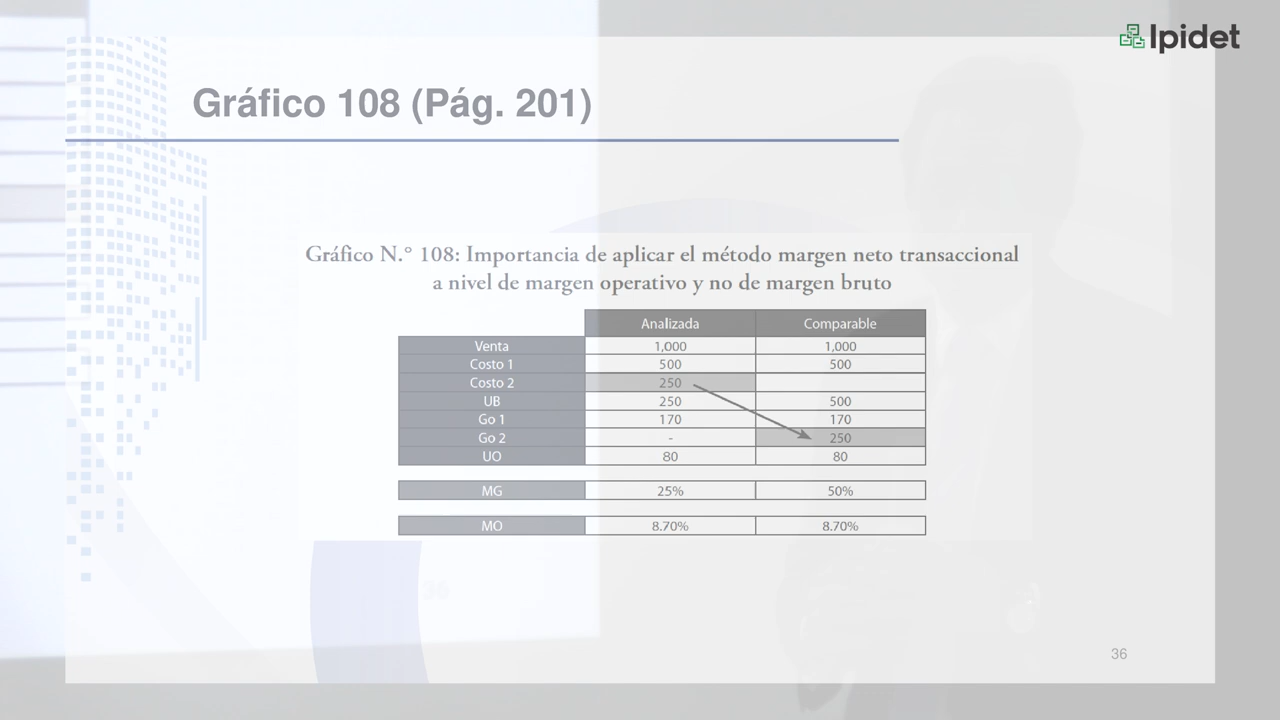 Ipidet
Gráfico 108 (Pág. 201)
Gráfico N.° 108: Importancia de aplicar el método margen neto transaccional
a nivel de margen operativo y no de margen bruto
Analizada Comparable
Venta 1,000 1,000
Costo 1 500 500
Costo 2 250
UB 250 500
Go 1 170 170
Go 2 - 250
UO 80 80
MG 25% 50%
MO 8.70% 8.70%
36